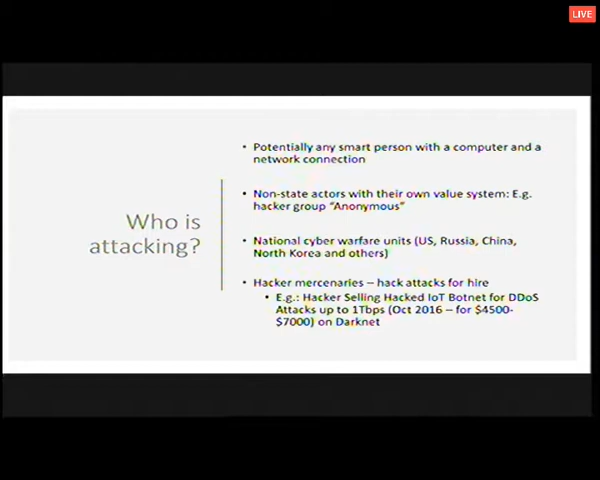 LIVE
Who is
attacking?
• Potentially any smart person with a computer and a
network connection
• Non-state actors with their own value system: E.g.
hacker group "Anonymous"
• National cyber warfare units (US, Russia, China,
North Korea and others)
• Hacker mercenaries – hack attacks for hire
• E.g.: Hacker Selling Hacked IoT Botnet for DDoS
Attacks up to 1Tbps (Oct 2016 – for $4500-
$7000) on Darknet